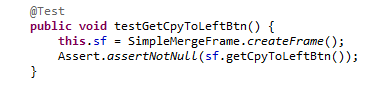 @Test
public void testGetCpyToLeftBtn() {
    this.sf = SimpleMergeFrame.createFrame();
    Assert.assertNotNull(sf.getCpyToLeftBtn());
}